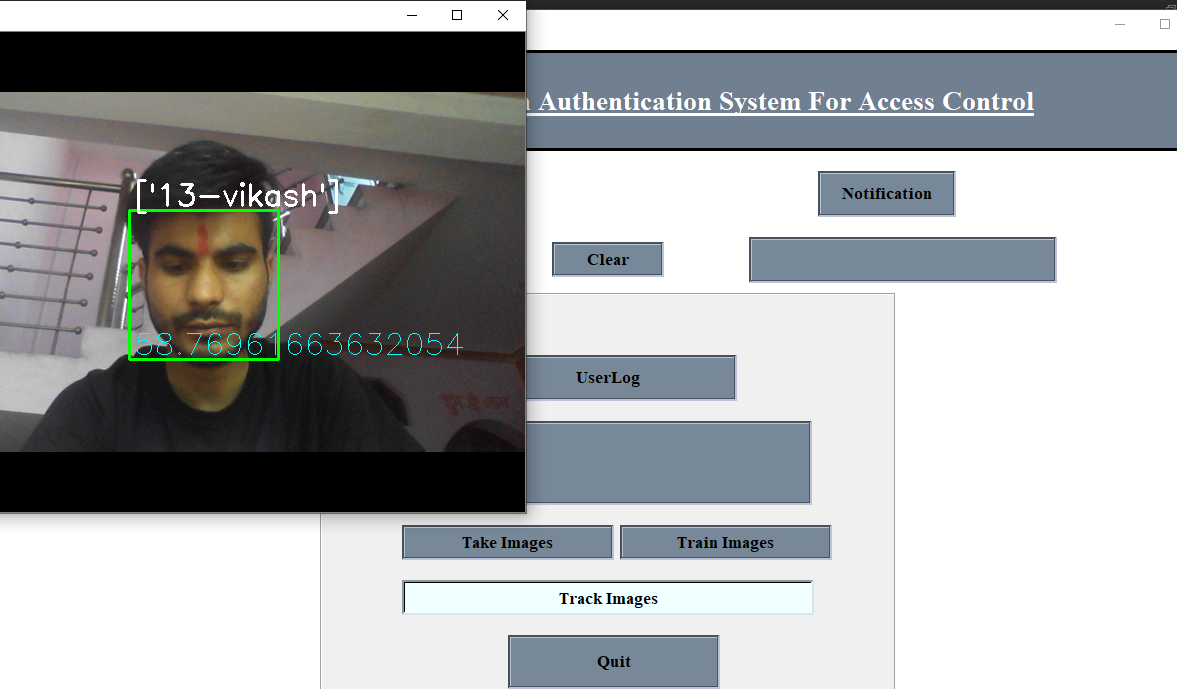 Authentication System For Access Control
Notification
['13-vikash']
Clear
58.76961663632054
UserLog
Take Images
Train Images
Track Images
Quit